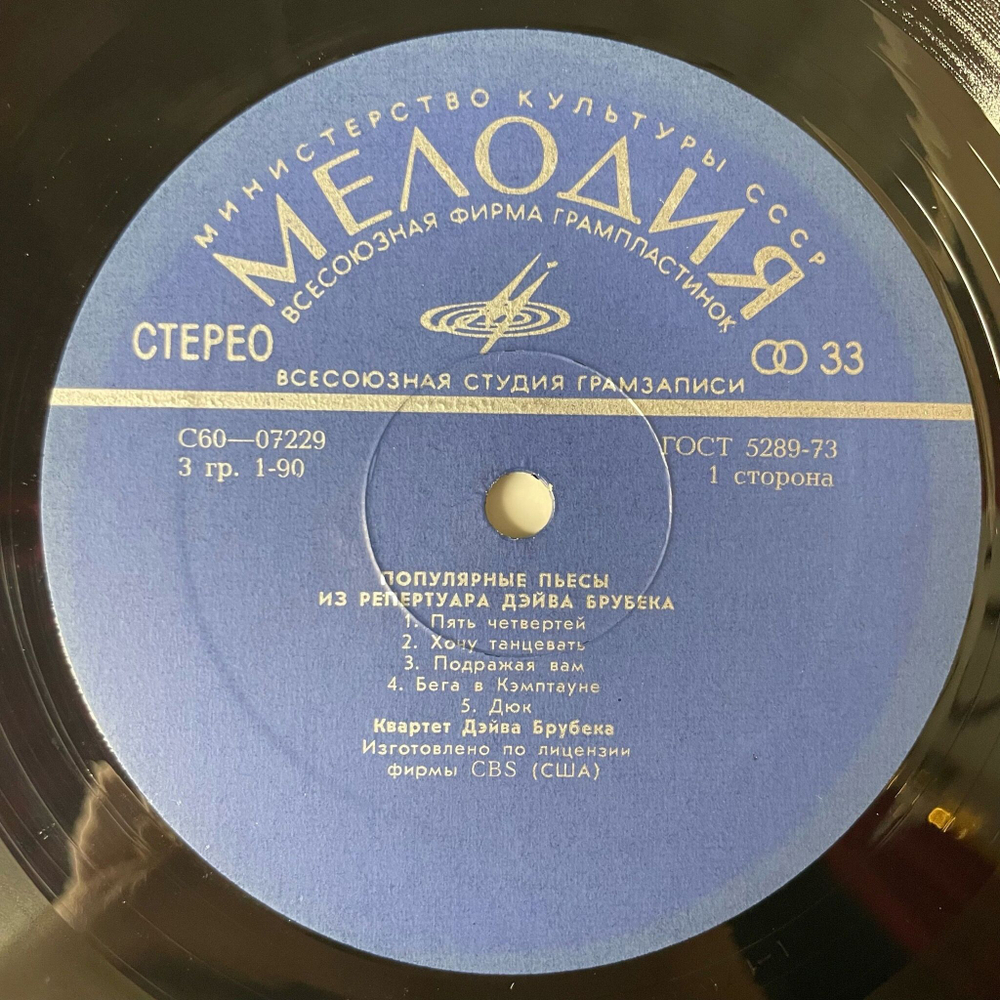 МИНИСТЕРСТВО КУЛЬТУРЫ СССР
МЕЛОДИЯ
ВСЕСОЮЗНАЯ ФИРМА ГРАМПЛАСТИНОК
СТЕРЕО
33
ВСЕСОЮЗНАЯ СТУДИЯ ГРАМЗАПИСИ
С60—07229
ГОСТ 5289-73
3 гр. 1-90
1 сторона
ПОПУЛЯРНЫЕ ПЬЕСЫ
ИЗ РЕПЕРТУАРА ДЭЙВА БРУБЕКА
1. Пять четвертей
2. Хочу танцевать
3. Подражая вам
4. Бега в Кэмптауне
5. Дюк
Квартет Дэйва Брубека
Изготовлено по лицензии
фирмы CBS (США)